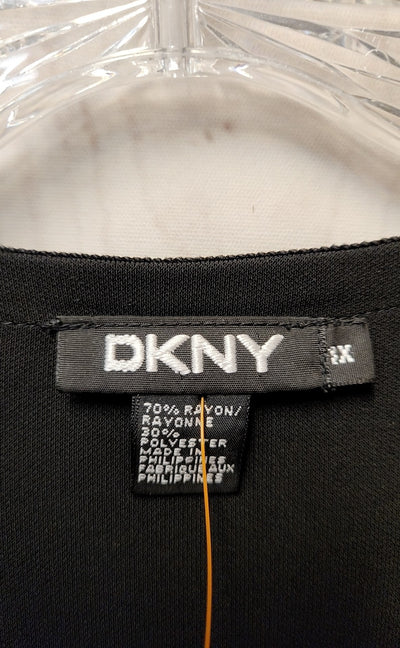 DKNY
1X
70% RAYON/
RAYONNE
30%
POLYESTER
MADE IN
PHILIPPINES
FABRIQUE AUX
PHILIPPINES